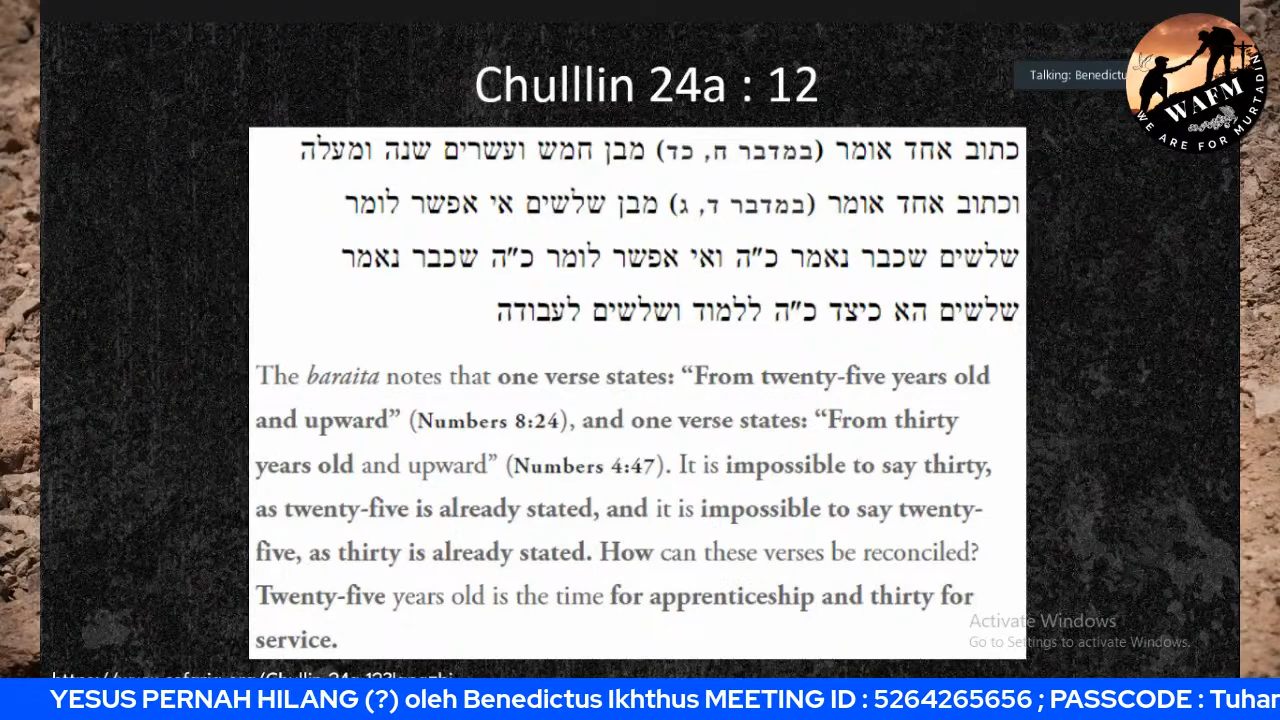 Chulllin 24a : 12
Talking: Benedictu
WAFM
WE ARE FOR MURTADIN
כתוב אחד אומר (במדבר ח, כד) מבן חמש ועשרים שנה ומעלה
וכתוב אחד אומר (במדבר ד, ג) מבן שלשים אי אפשר לומר
שלשים שכבר נאמר כ"ה ואי אפשר לומר כ"ה שכבר נאמר
שלשים הא כיצד כ"ה ללמוד ושלשים לעבודה
The baraita notes that one verse states: “From twenty-five years old
and upward” (Numbers 8:24), and one verse states: “From thirty
years old and upward” (Numbers 4:47). It is impossible to say thirty,
as twenty-five is already stated, and it is impossible to say twenty-
five, as thirty is already stated. How can these verses be reconciled?
Twenty-five years old is the time for apprenticeship and thirty for
service.
Activate Windows
Go to Settings to activate Windows.
YESUS PERNAH HILANG (?) oleh Benedictus Ikhthus MEETING ID : 5264265656 ; PASSCODE : Tuhan